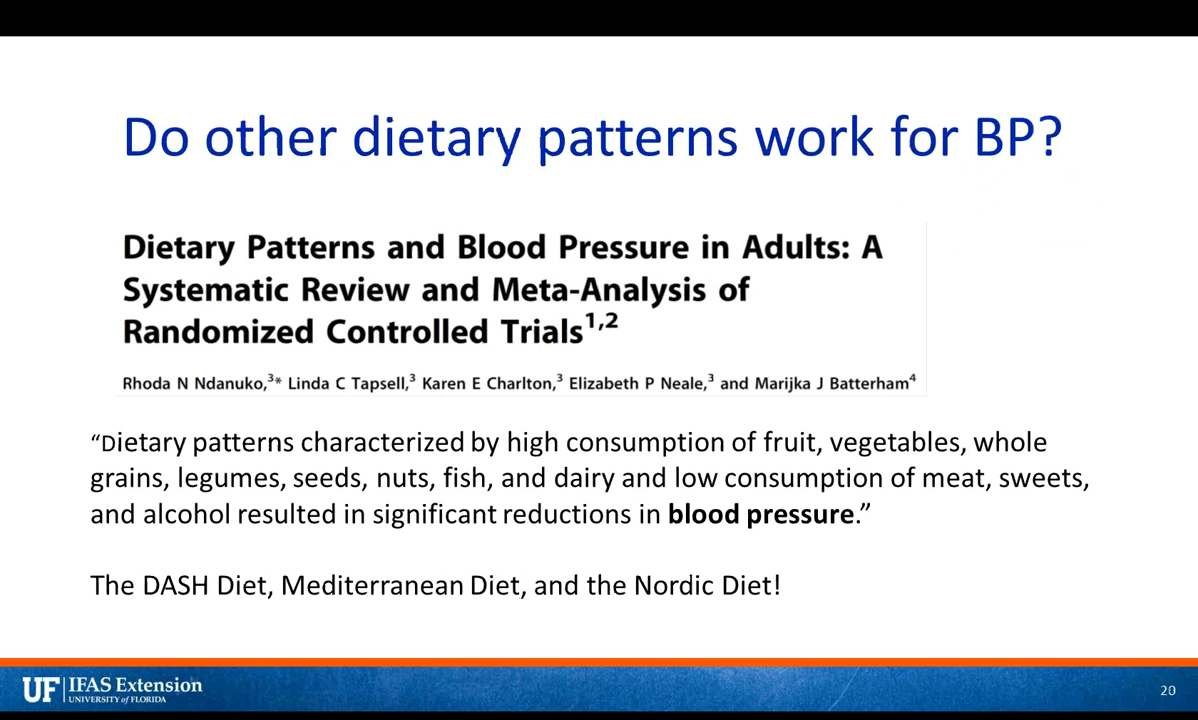 Do other dietary patterns work for BP?
Dietary Patterns and Blood Pressure in Adults: A
Systematic Review and Meta-Analysis of
Randomized Controlled Trials1,2
Rhoda N Ndanuko,3* Linda C Tapsell,3 Karen E Charlton,3 Elizabeth P Neale,3 and Marijka J Batterham4
“Dietary patterns characterized by high consumption of fruit, vegetables, whole
grains, legumes, seeds, nuts, fish, and dairy and low consumption of meat, sweets,
and alcohol resulted in significant reductions in blood pressure.”
The DASH Diet, Mediterranean Diet, and the Nordic Diet!
UF IFAS Extension
UNIVERSITY of FLORIDA
20